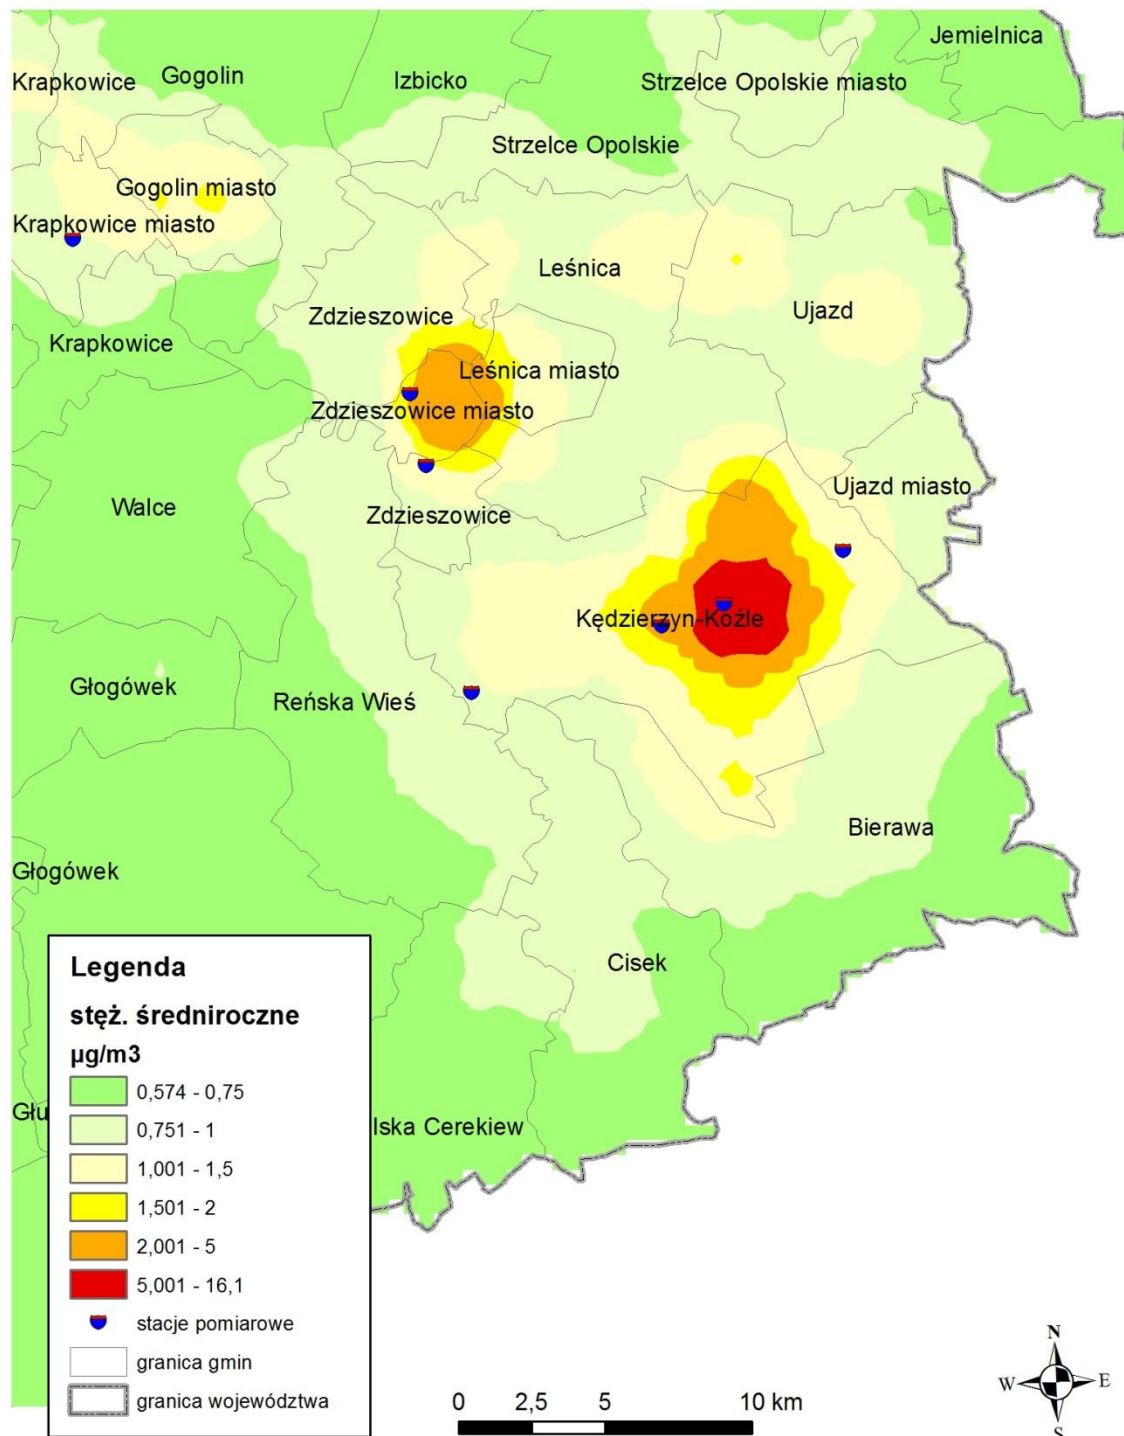 Jemielnica
Krapkowice
Gogolin
Izbicko
Strzelce Opolskie miasto
Strzelce Opolskie
Gogolin miasto
Krapkowice miasto
Leśnica
Ujazd
Zdzieszowice
Krapkowice
Leśnica miasto
Zdzieszowice miasto
Ujazd miasto
Walce
Zdzieszowice
Kędzierzyn-Koźle
Głogówek
Reńska Wieś
Bierawa
Głogówek
Cisek
Głu
lska Cerekiew
Legenda
stęż. średniroczne
µg/m3
0,574 - 0,75
0,751 - 1
1,001 - 1,5
1,501 - 2
2,001 - 5
5,001 - 16,1
stacje pomiarowe
granica gmin
granica województwa
0 2,5 5 10 km
N
W E
S